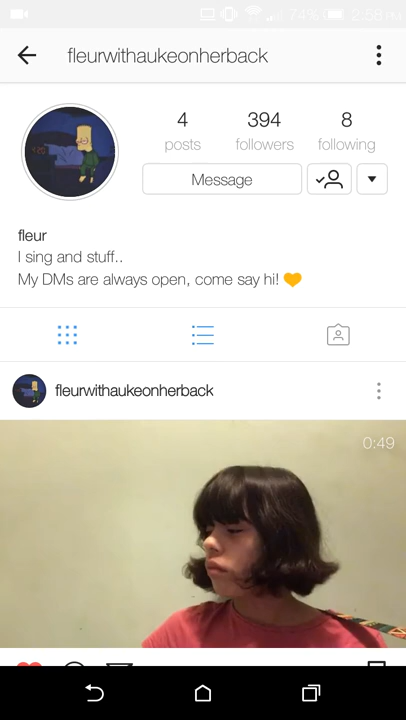 74% 2:58 PM
fleurwithaukeonherback
4 394 8
posts followers following
Message
fleur
I sing and stuff..
My DMs are always open, come say hi! 🧡
fleurwithaukeonherback
0:49